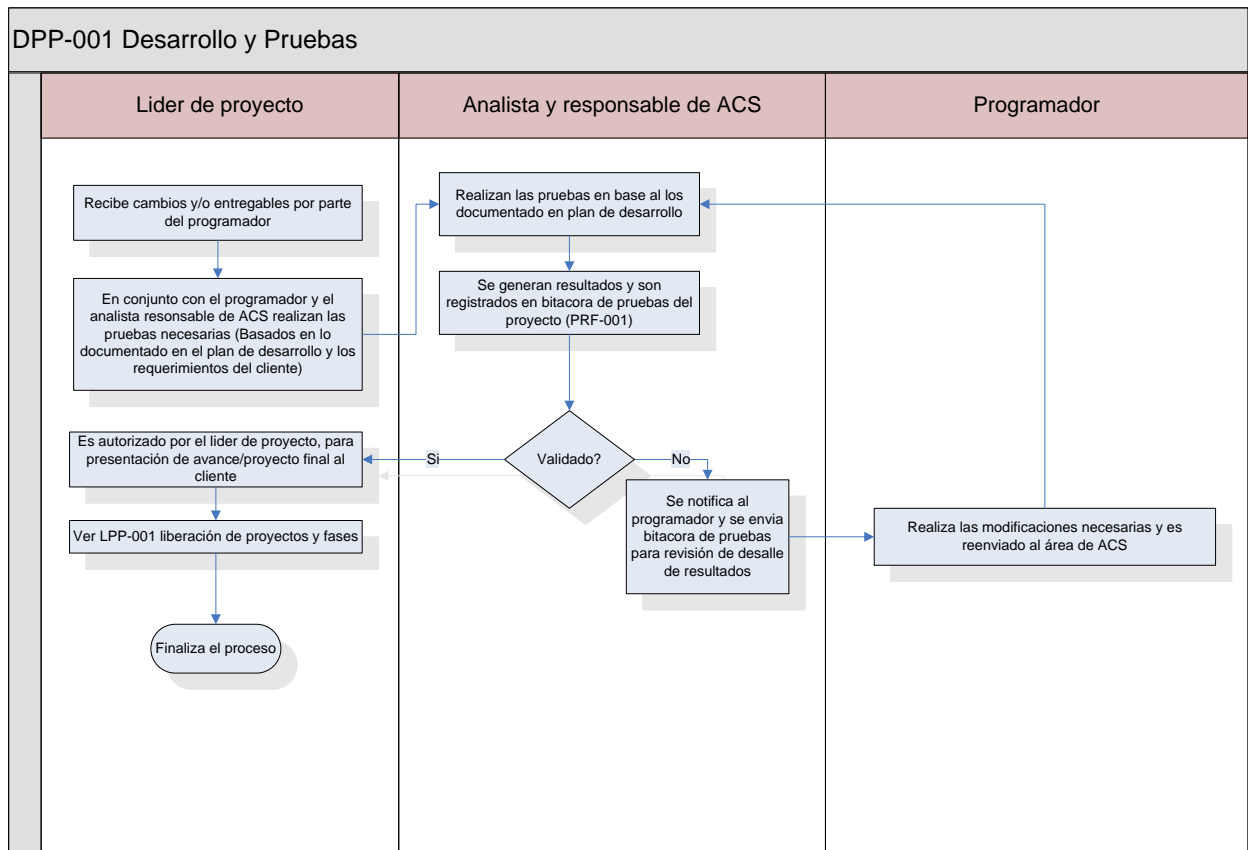 DPP-001 Desarrollo y Pruebas
Lider de proyecto
Analista y responsable de ACS
Programador
Recibe cambios y/o entregables por parte
del programador
En conjunto con el programador y el
analista resonsable de ACS realizan las
pruebas necesarias (Basados en lo
documentado en el plan de desarrollo y los
requerimientos del cliente)
Realizan las pruebas en base al los
documentado en plan de desarrollo
Se generan resultados y son
registrados en bitacora de pruebas del
proyecto (PRF-001)
Validado?
Si
No
Es autorizado por el lider de proyecto, para
presentación de avance/proyecto final al
cliente
Ver LPP-001 liberación de proyectos y fases
Finaliza el proceso
Se notifica al
programador y se envia
bitacora de pruebas
para revisión de desalle
de resultados
Realiza las modificaciones necesarias y es
reenviado al área de ACS